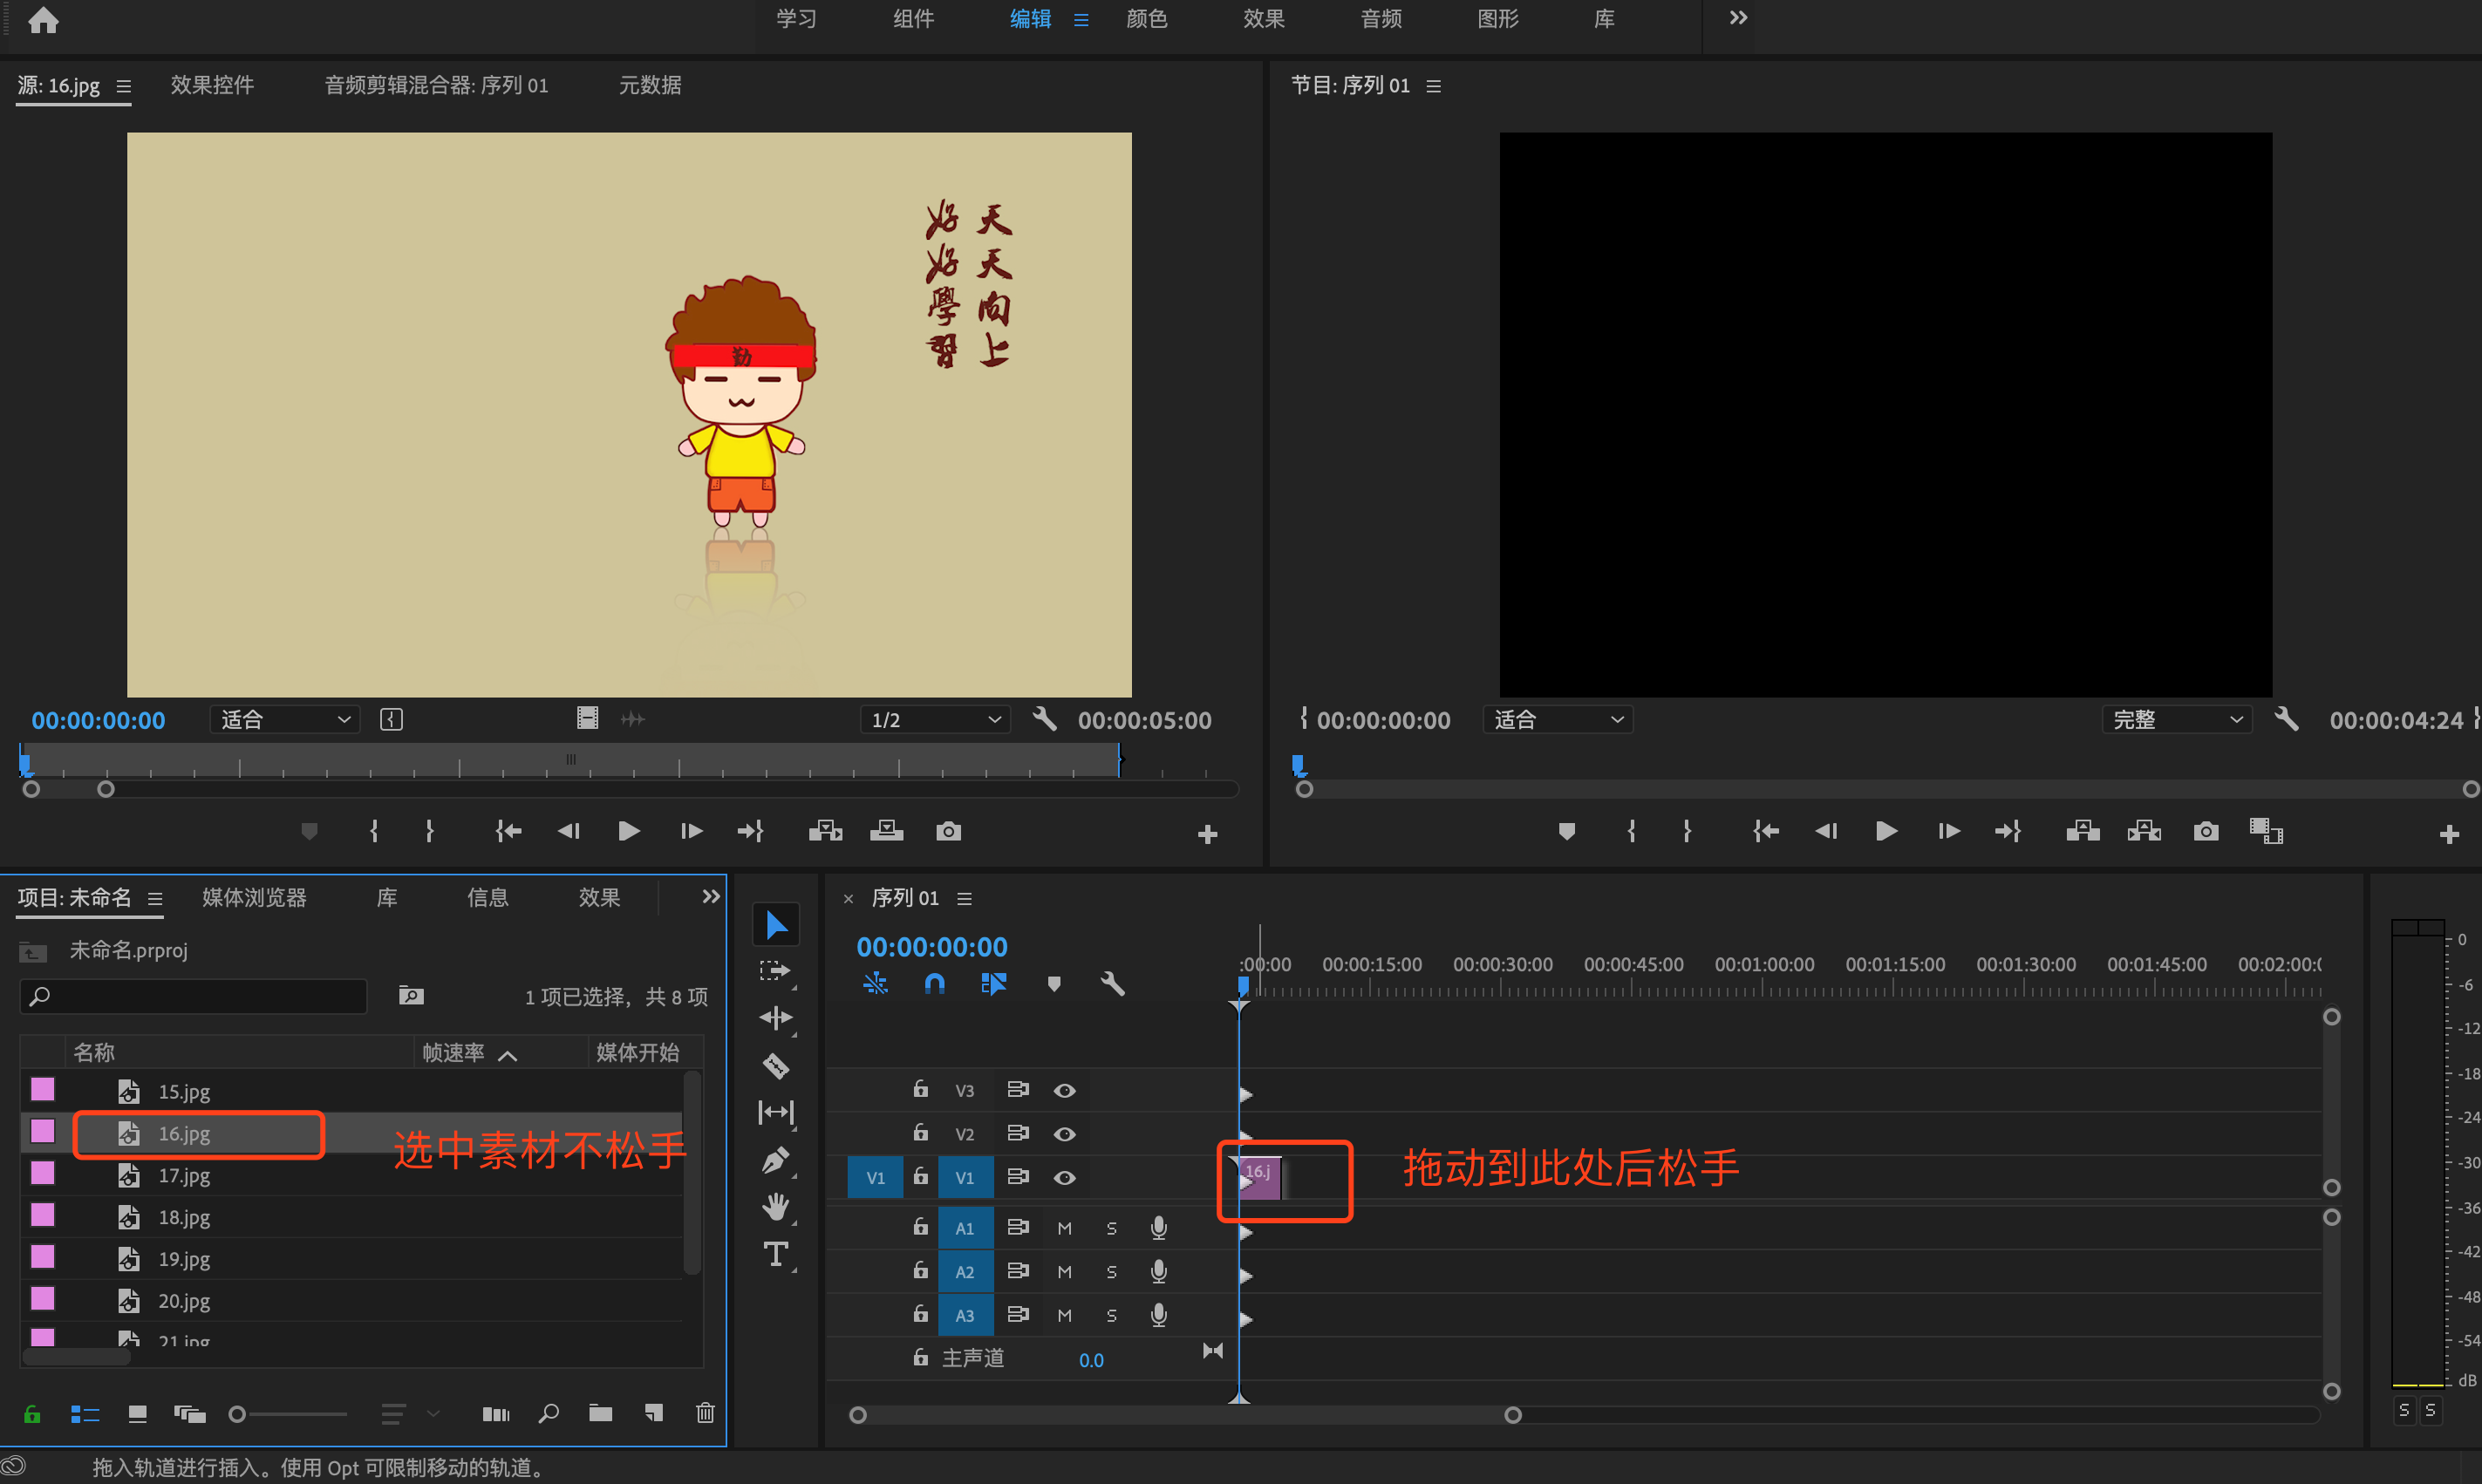 学习 组件 编辑 颜色 效果 音频 图形 库
源: 16.jpg 效果控件 音频剪辑混合器: 序列 01 元数据
节目: 序列 01
好好學習
天天向上
勤
00:00:00:00 适合 1/2 00:00:05:00
00:00:00:00 适合 完整 00:00:04:24
项目: 未命名 媒体浏览器 库 信息 效果
未命名.prproj
1 项已选择，共 8 项
名称 帧速率 媒体开始
15.jpg
16.jpg
选中素材不松手
17.jpg
18.jpg
19.jpg
20.jpg
21.jpg
序列 01
00:00:00:00
:00:00 00:00:15:00 00:00:30:00 00:00:45:00 00:01:00:00 00:01:15:00 00:01:30:00 00:01:45:00 00:02:00:0
V3
V2
V1 V1
16.j
拖动到此处后松手
A1 M S
A2 M S
A3 M S
主声道 0.0
0
-6
-12
-18
-24
-30
-36
-42
-48
-54
dB
S S
拖入轨道进行插入。使用 Opt 可限制移动的轨道。